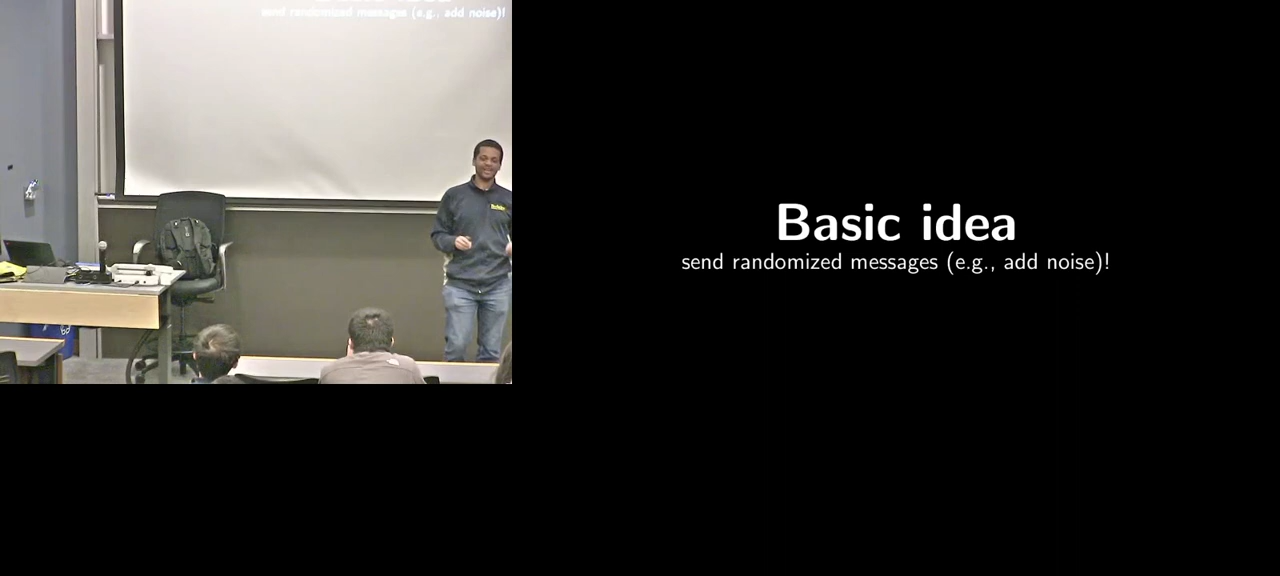 send randomized messages (e.g., add noise)!
Basic idea
send randomized messages (e.g., add noise)!